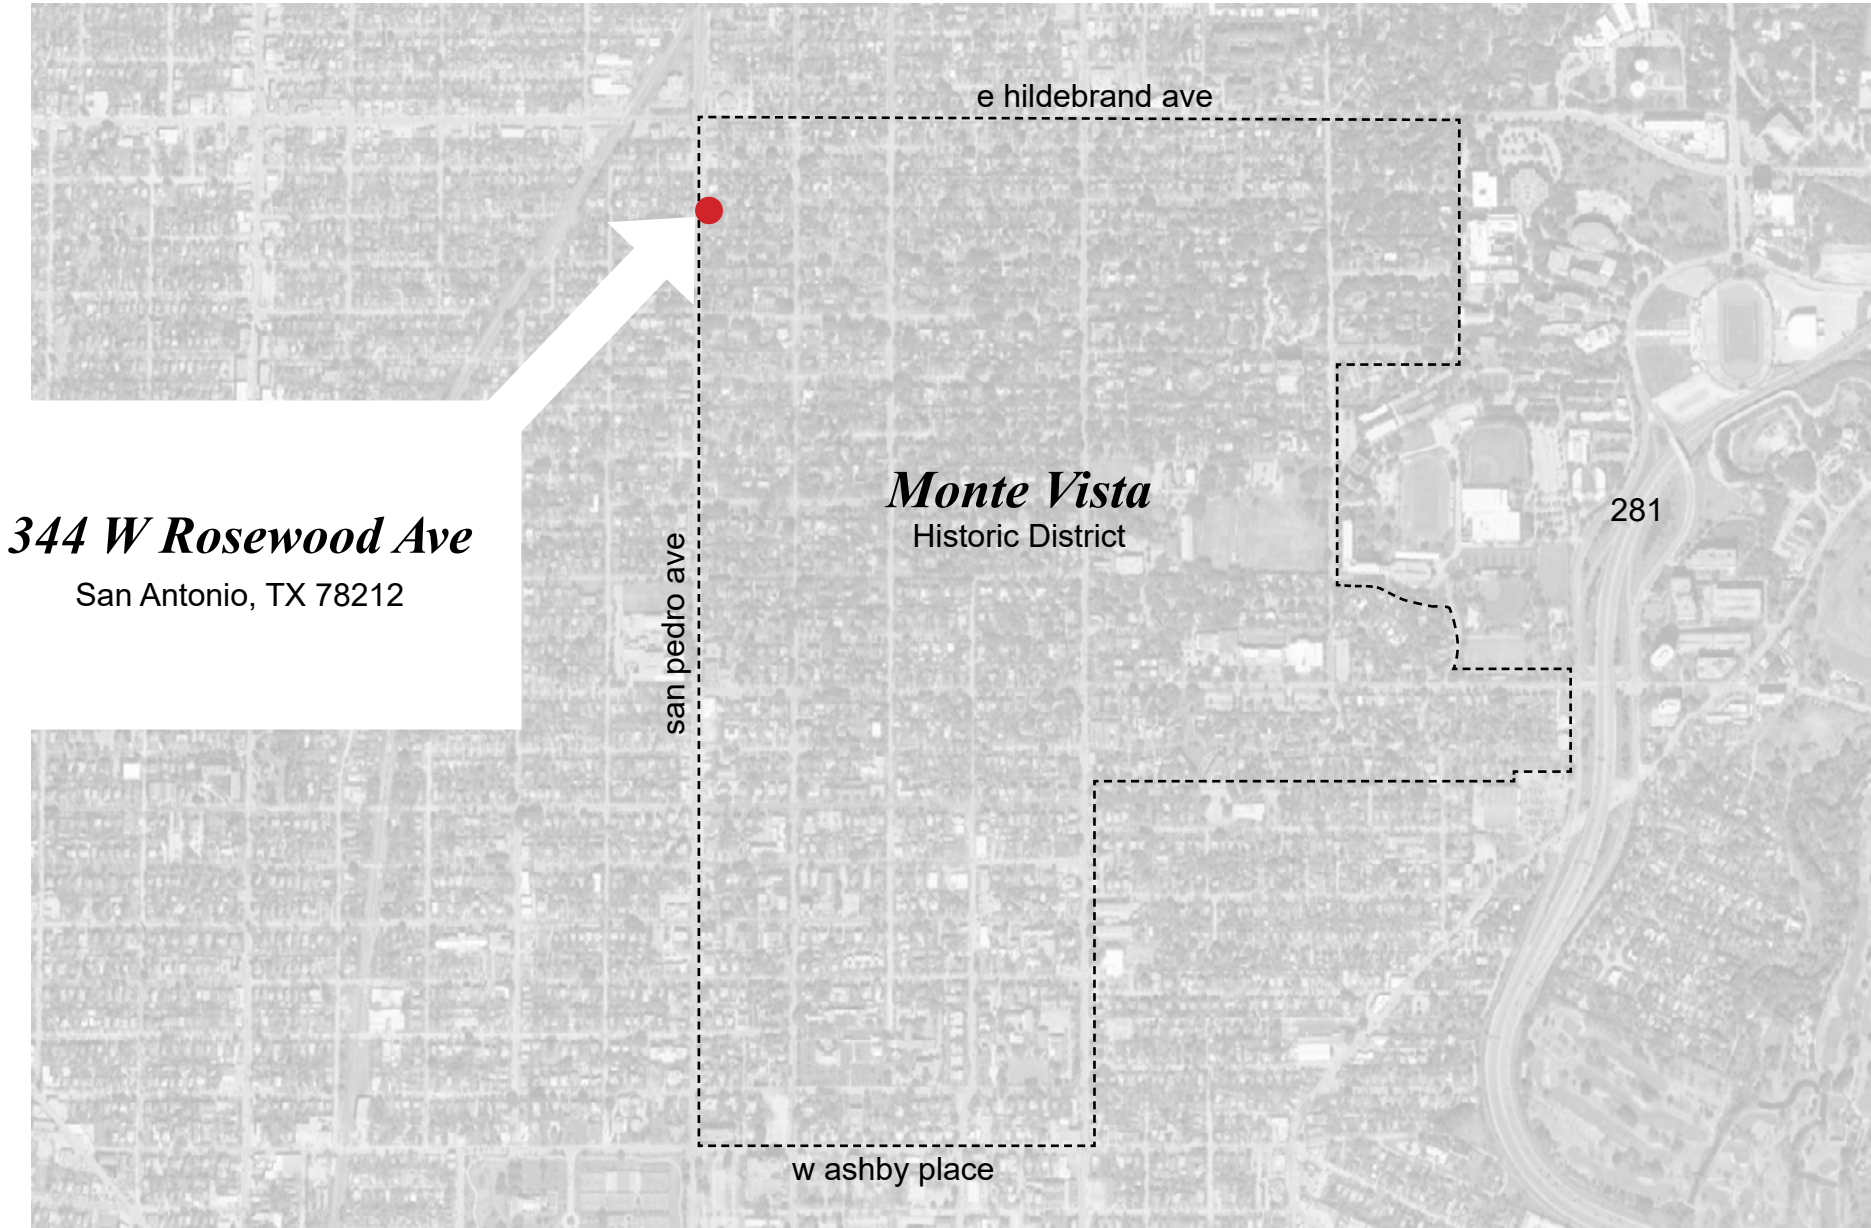 e hildebrand ave
Monte Vista
Historic District
281
344 W Rosewood Ave
San Antonio, TX 78212
san pedro ave
w ashby place